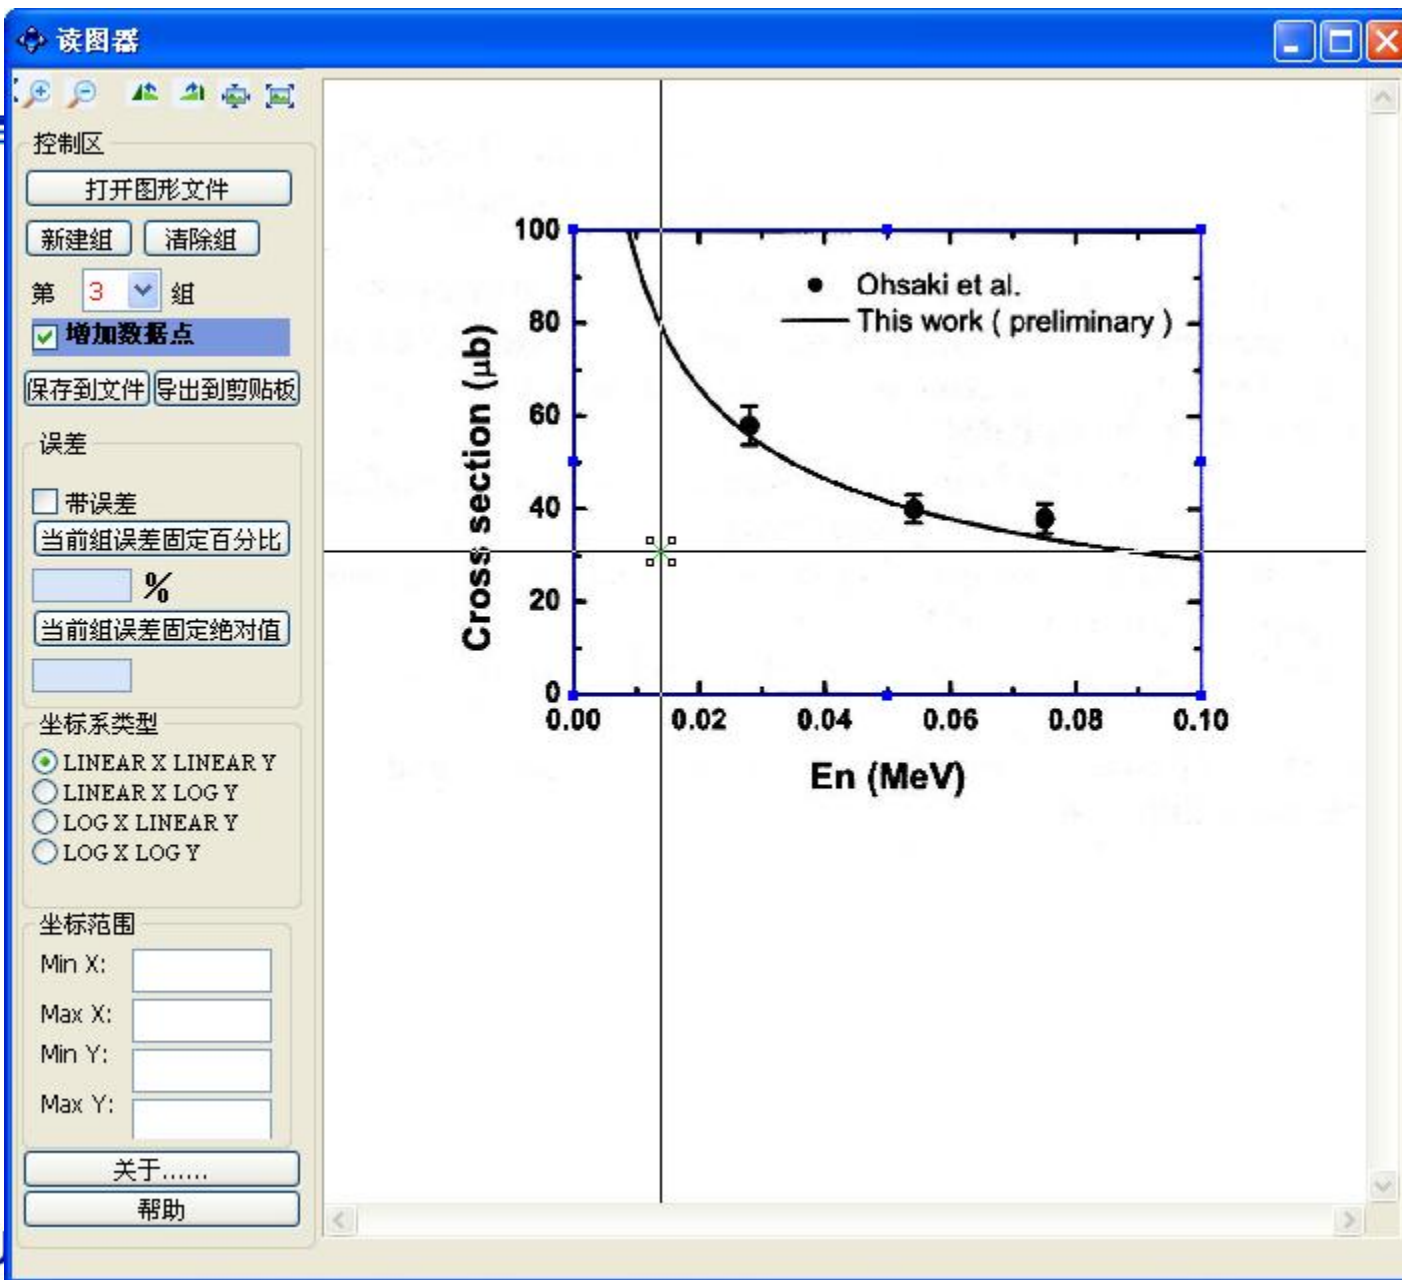 读图器
控制区
打开图形文件
新建组 清除组
第 3 组
增加数据点
保存到文件 导出到剪贴板
误差
带误差
当前组误差固定百分比
%
当前组误差固定绝对值
坐标系类型
LINEAR X LINEAR Y
LINEAR X LOG Y
LOG X LINEAR Y
LOG X LOG Y
坐标范围
Min X:
Max X:
Min Y:
Max Y:
关于......
帮助
Cross section (μb)
100
80
60
40
20
0
Ohsaki et al.
This work ( preliminary )
0.00 0.02 0.04 0.06 0.08 0.10
En (MeV)